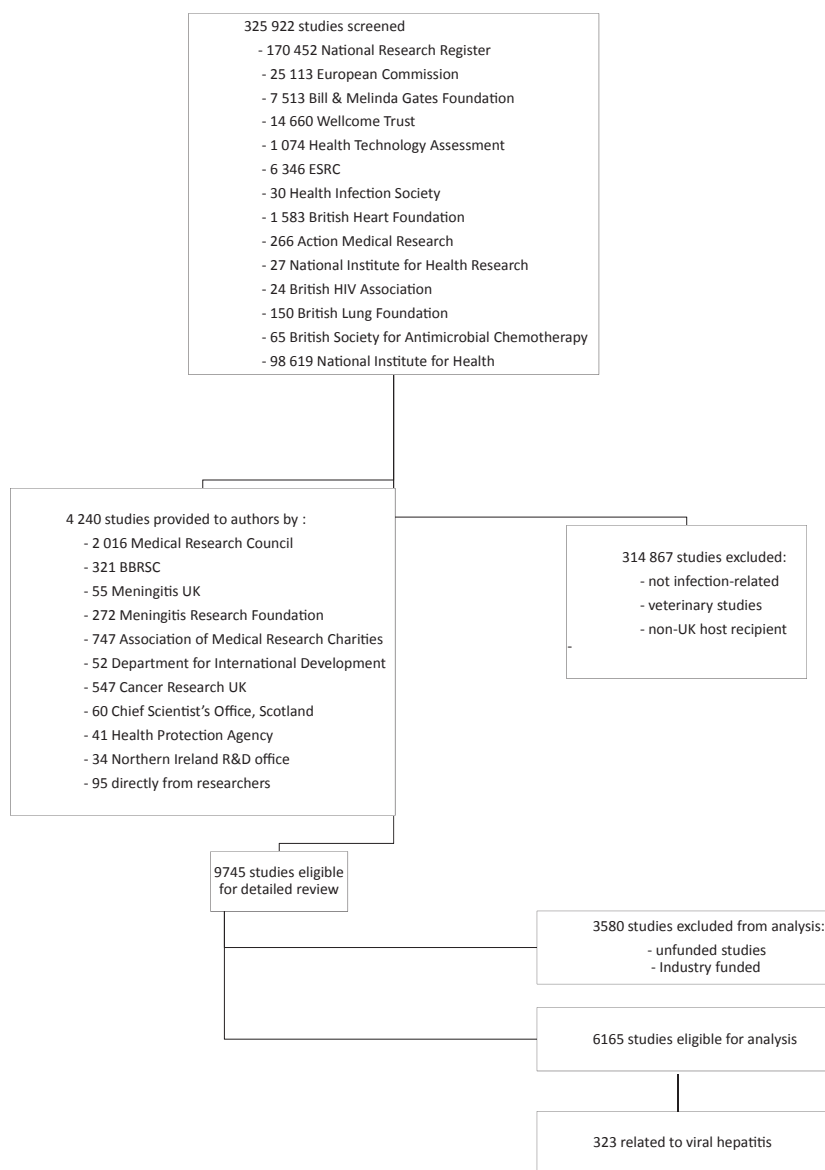 325 922 studies screened
- 170 452 National Research Register
- 25 113 European Commission
- 7 513 Bill & Melinda Gates Foundation
- 14 660 Wellcome Trust
- 1 074 Health Technology Assessment
- 6 346 ESRC
- 30 Health Infection Society
- 1 583 British Heart Foundation
- 266 Action Medical Research
- 27 National Institute for Health Research
- 24 British HIV Association
- 150 British Lung Foundation
- 65 British Society for Antimicrobial Chemotherapy
- 98 619 National Institute for Health
4 240 studies provided to authors by :
- 2 016 Medical Research Council
- 321 BBRSC
- 55 Meningitis UK
- 272 Meningitis Research Foundation
- 747 Association of Medical Research Charities
- 52 Department for International Development
- 547 Cancer Research UK
- 60 Chief Scientist's Office, Scotland
- 41 Health Protection Agency
- 34 Northern Ireland R&D office
- 95 directly from researchers
314 867 studies excluded:
- not infection-related
- veterinary studies
- non-UK host recipient
-
9745 studies eligible
for detailed review
3580 studies excluded from analysis:
- unfunded studies
- Industry funded
6165 studies eligible for analysis
323 related to viral hepatitis